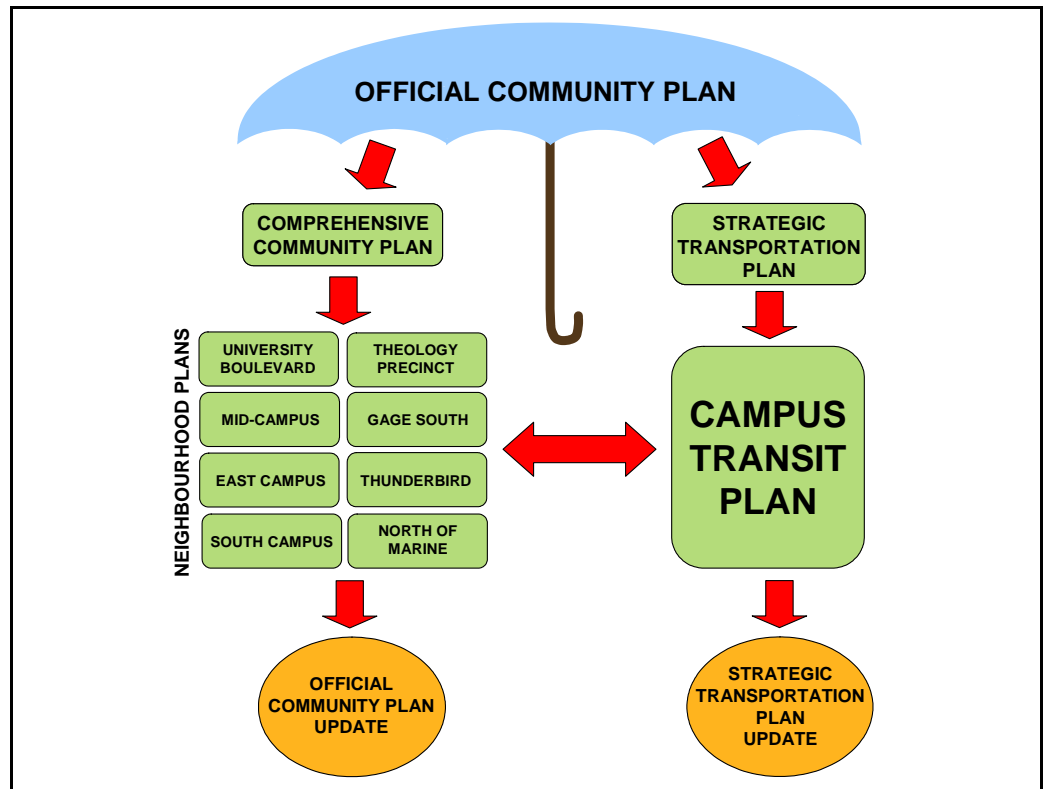 OFFICIAL COMMUNITY PLAN
COMPREHENSIVE
COMMUNITY PLAN
STRATEGIC
TRANSPORTATION
PLAN
NEIGHBOURHOOD PLANS
UNIVERSITY
BOULEVARD
THEOLOGY
PRECINCT
MID-CAMPUS
GAGE SOUTH
EAST CAMPUS
THUNDERBIRD
SOUTH CAMPUS
NORTH OF
MARINE
CAMPUS
TRANSIT
PLAN
OFFICIAL
COMMUNITY PLAN
UPDATE
STRATEGIC
TRANSPORTATION
PLAN
UPDATE